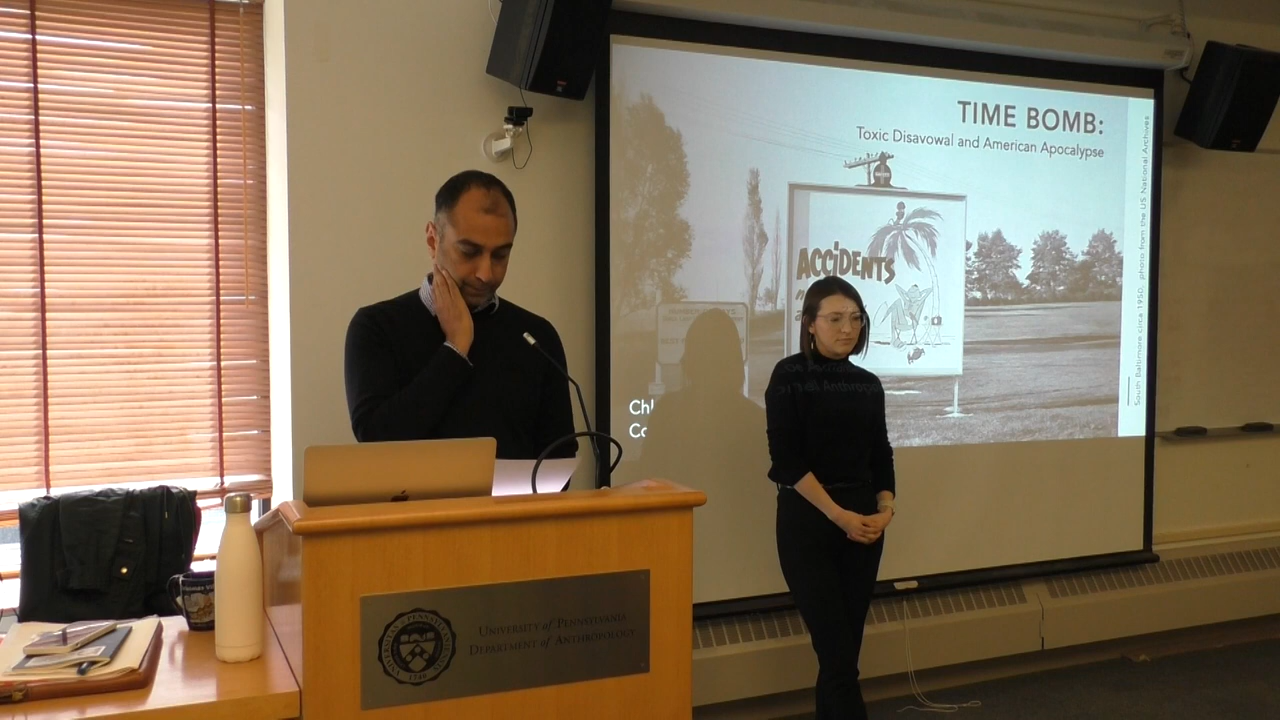 TIME BOMB:
Toxic Disavowal and American Apocalypse
ACCiDENTS
South Baltimore circa 1950, photo from the US National Archives
UNIVERSITY of PENNSYLVANIA
DEPARTMENT of ANTHROPOLOGY
1740